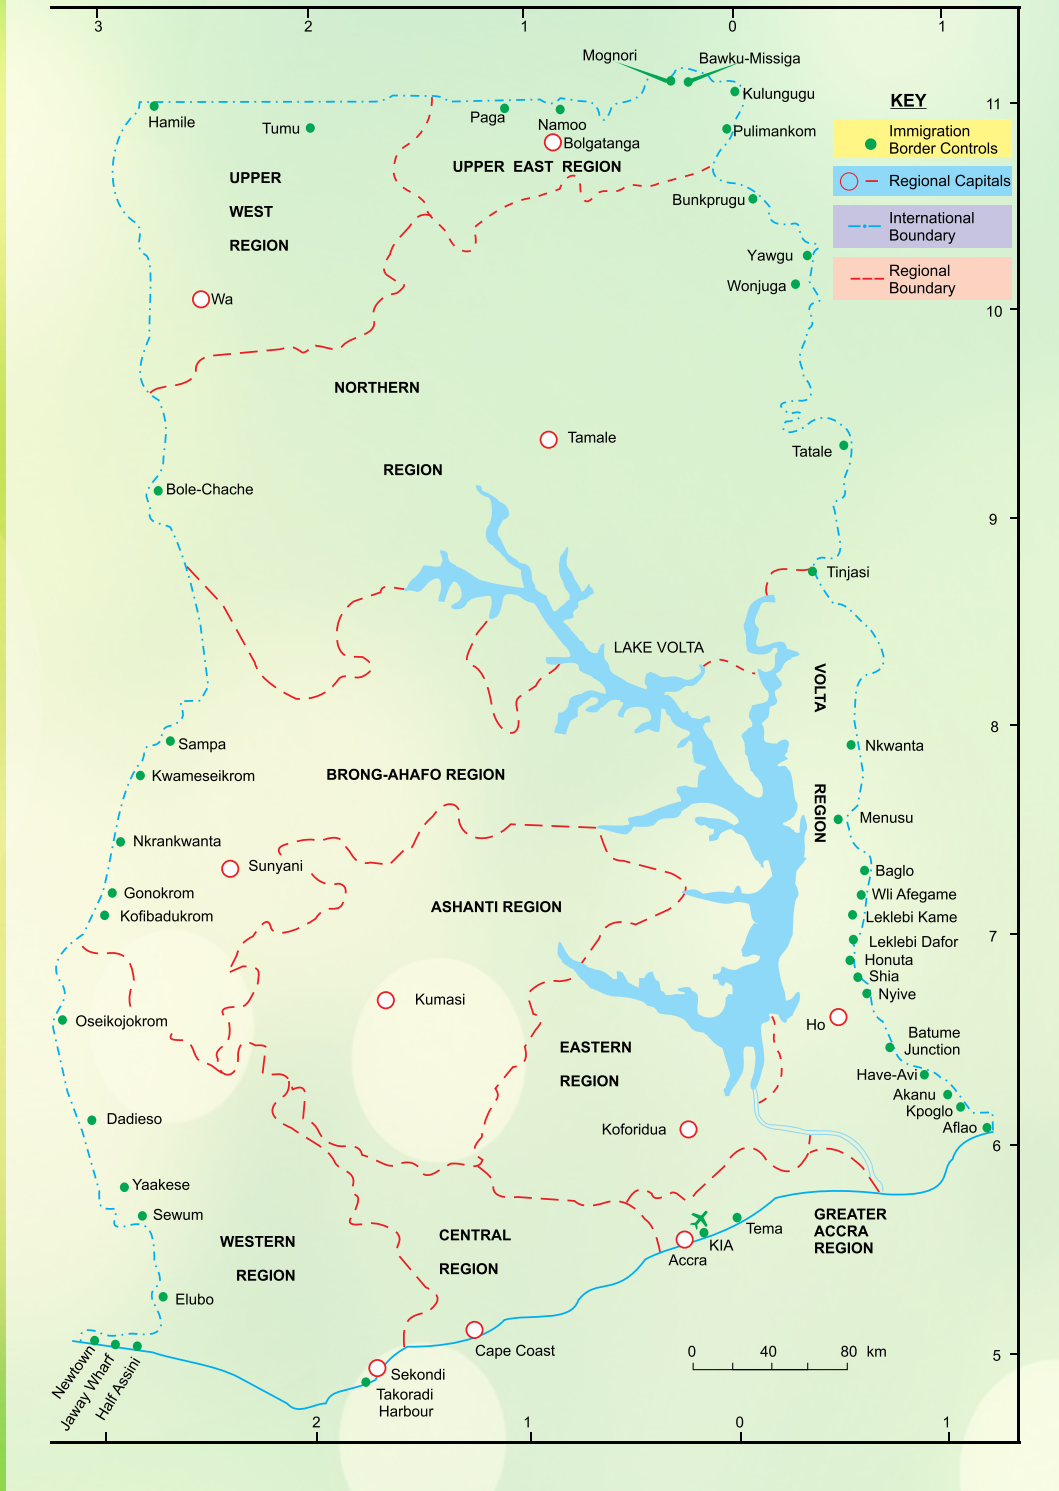 3 2 1 0 1
Mognori
Bawku-Missiga
Kulungugu
Hamile
Tumu
Paga
Namoo
Bolgatanga
Pulimankom
11
KEY
Immigration
Border Controls
Regional Capitals
International
Boundary
Regional
Boundary
UPPER
WEST
REGION
UPPER EAST REGION
Bunkprugu
Yawgu
Wonjuga
Wa
10
NORTHERN
REGION
Tamale
Tatale
Bole-Chache
9
Tinjasi
LAKE VOLTA
VOLTA
REGION
8
Sampa
Kwameseikrom
BRONG-AHAFO REGION
Nkwanta
Menusu
Nkrankwanta
Sunyani
Gonokrom
Kofibadukrom
ASHANTI REGION
Baglo
Wli Afegame
Leklebi Kame
Leklebi Dafor
Honuta
Shia
Nyive
7
Kumasi
Oseikojokrom
Ho
EASTERN
REGION
Batume
Junction
Have-Avi
Akanu
Kpoglo
Aflao
Dadieso
Koforidua
6
Yaakese
Sewum
WESTERN
REGION
CENTRAL
REGION
Tema
KIA
Accra
GREATER
ACCRA
REGION
Elubo
Newtown
Jaway Wharf
Half Assini
Cape Coast
Sekondi
Takoradi
Harbour
0 40 80 km
5
2 1 0 1